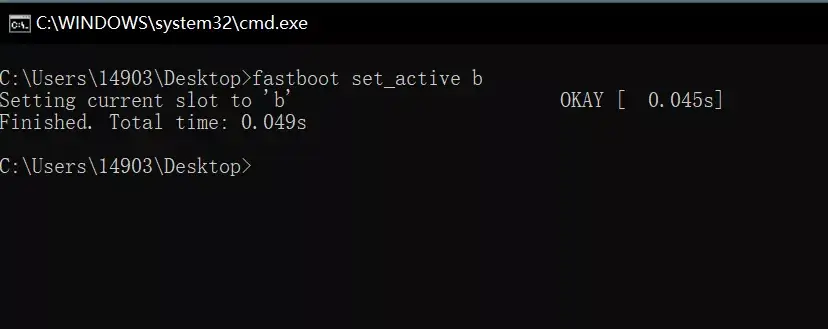 C:\WINDOWS\system32\cmd.exe
C:\Users\14903\Desktop>fastboot set_active b
Setting current slot to 'b'                        OKAY [  0.045s]
Finished. Total time: 0.049s
C:\Users\14903\Desktop>